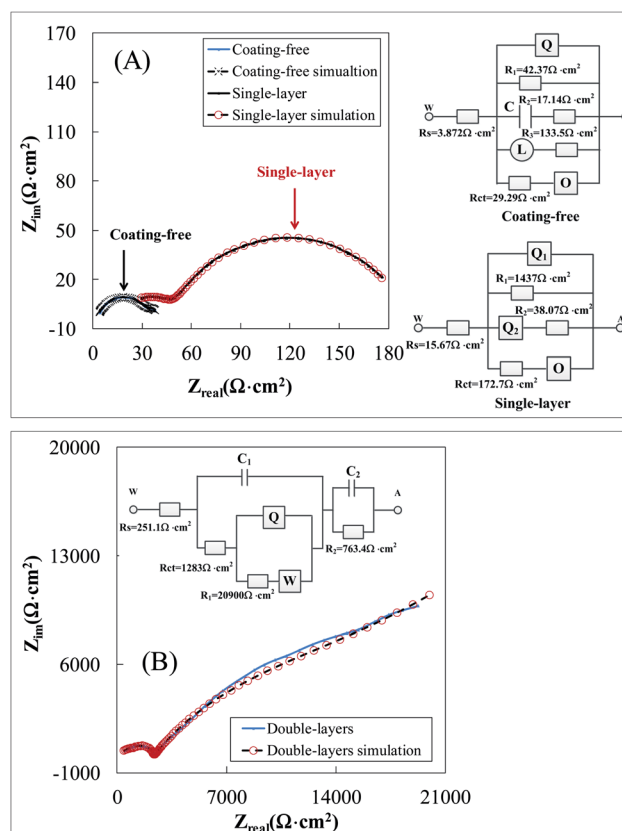 170
140
110
80
50
20
-10
Z_im(Ω·cm²)
(A)
Coating-free
Coating-free simualtion
Single-layer
Single-layer simulation
Single-layer
Coating-free
0
30
60
90
120
150
180
Z_real(Ω·cm²)
Q
R₁=42.37Ω ·cm²
R₂=17.14Ω ·cm²
W
C
Rs=3.872Ω ·cm²
R₃=133.5Ω ·cm²
L
O
Rct=29.29Ω ·cm²
Coating-free
Q₁
R₁=1437Ω ·cm²
R₂=38.07Ω ·cm²
W
A
Q₂
Rs=15.67Ω ·cm²
O
Rct=172.7Ω ·cm²
Single-layer
20000
13000
6000
-1000
Z_im(Ω·cm²)
C₁
C₂
W
A
Rs=251.1Ω ·cm²
Q
R₂=763.4Ω ·cm²
Rct=1283Ω ·cm²
W
R₁=20900Ω ·cm²
(B)
Double-layers
Double-layers simulation
0
7000
14000
21000
Z_real(Ω·cm²)